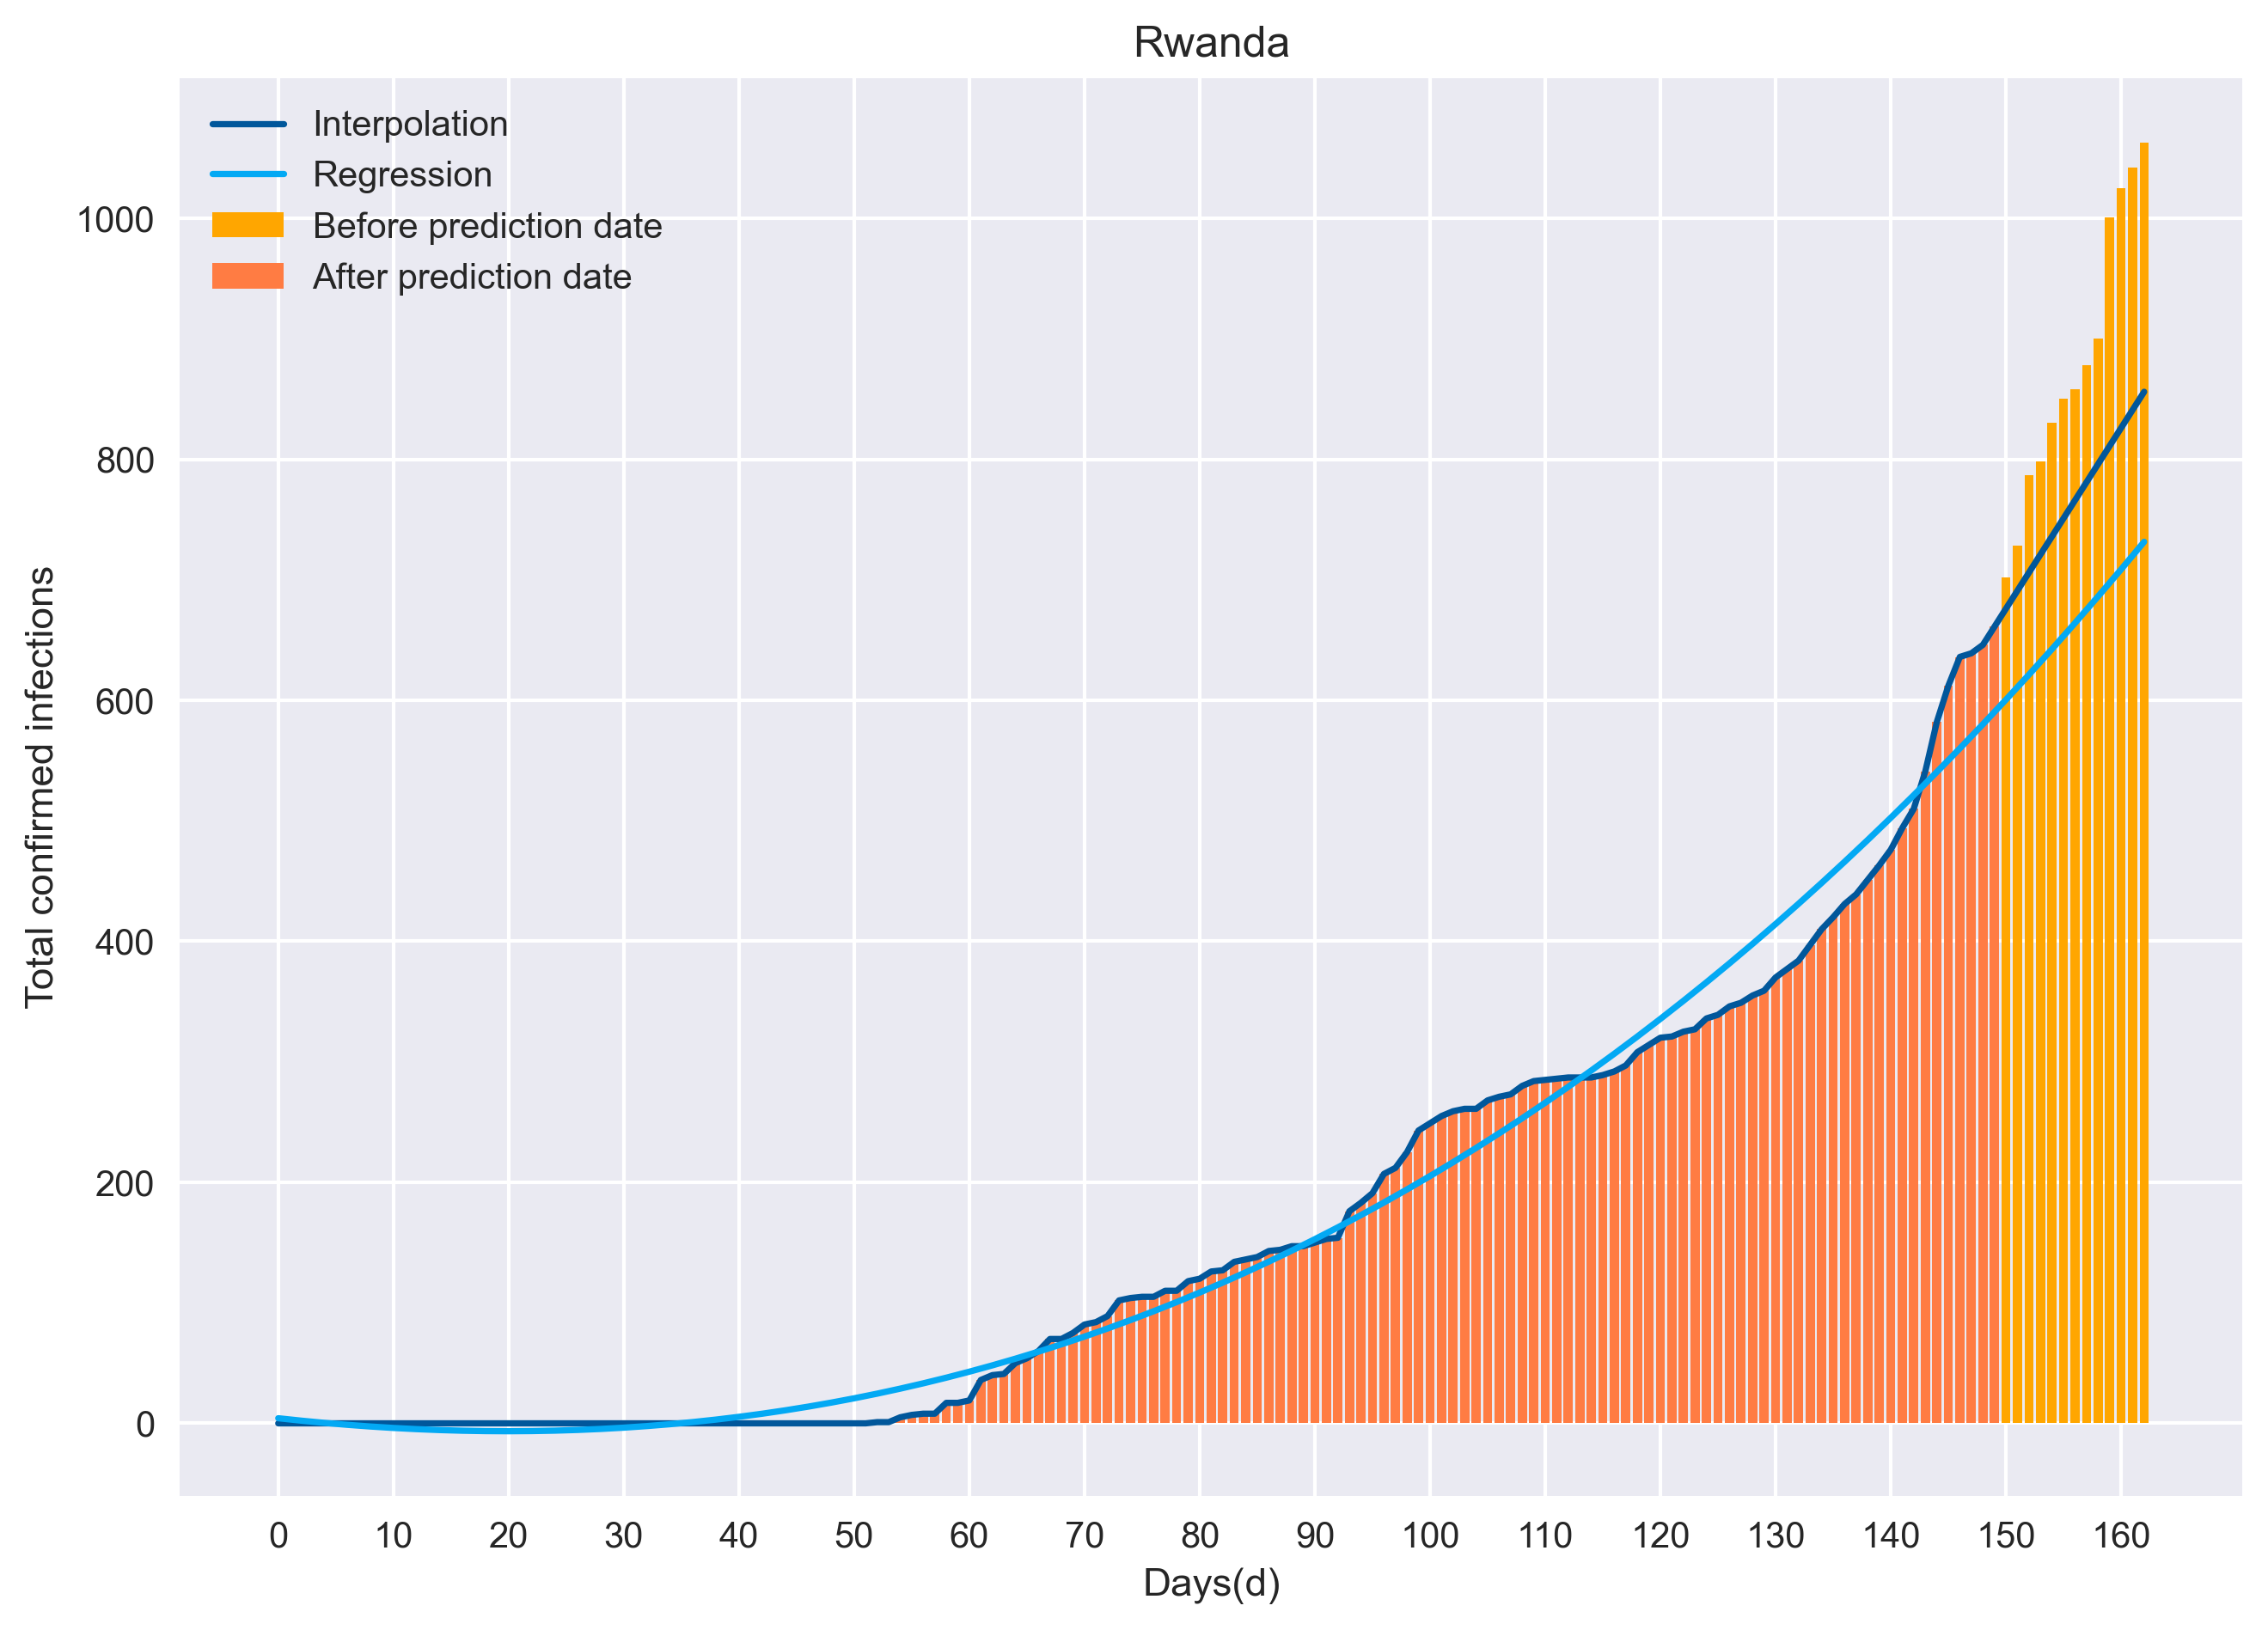 Rwanda
Interpolation
Regression
Before prediction date
After prediction date
1000
800
600
400
200
0
Total confirmed infections
0 10 20 30 40 50 60 70 80 90 100 110 120 130 140 150 160
Days(d)